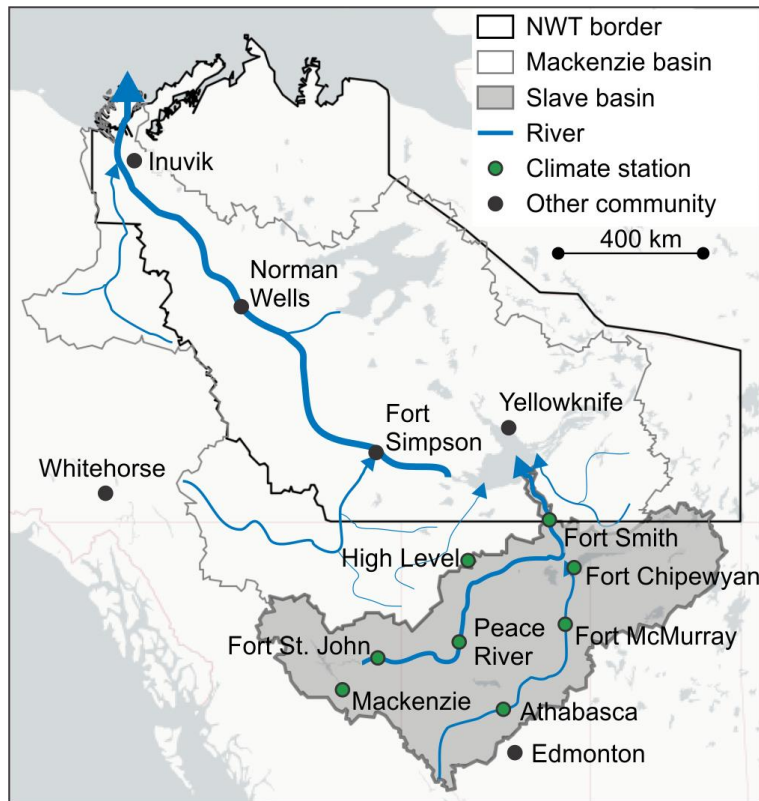 NWT border
Mackenzie basin
Slave basin
River
Climate station
Other community
400 km
Inuvik
Norman
Wells
Yellowknife
Fort
Simpson
Whitehorse
Fort Smith
High Level
Fort Chipewyan
Fort McMurray
Peace
River
Fort St. John
Mackenzie
Athabasca
Edmonton